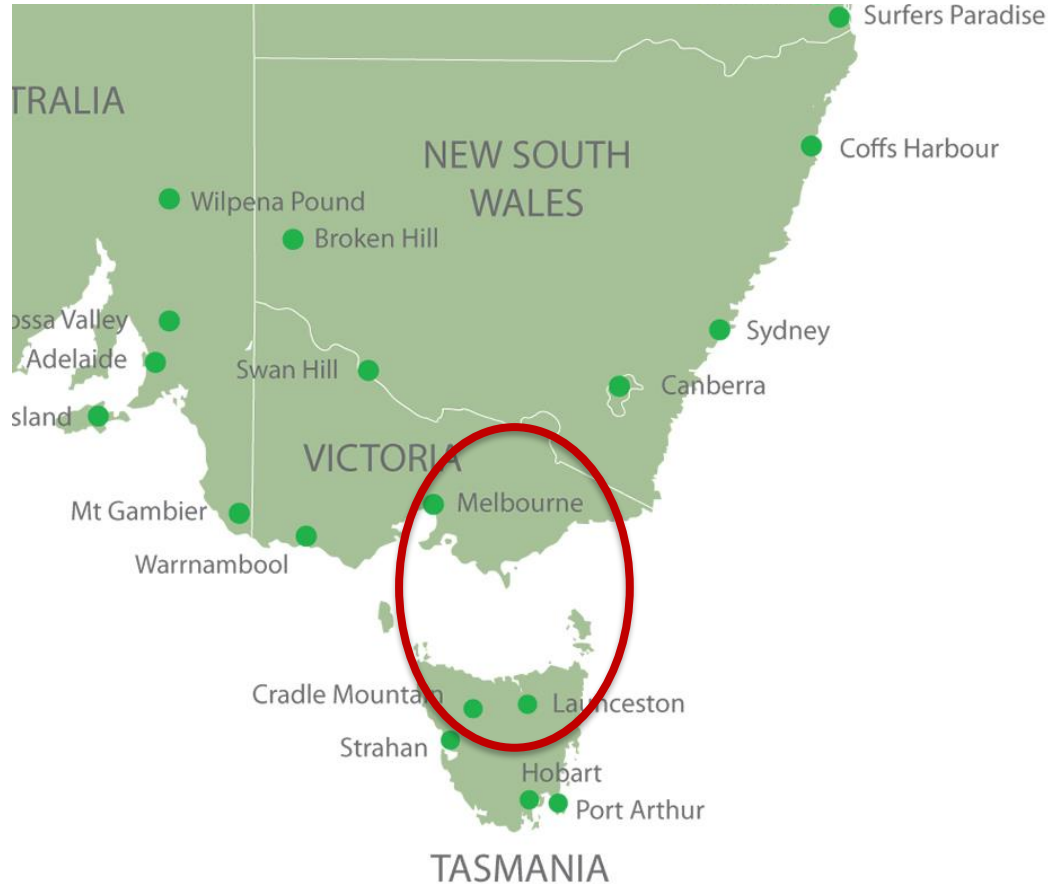 Surfers Paradise
TRALIA
Coffs Harbour
NEW SOUTH
WALES
Wilpena Pound
Broken Hill
ossa Valley
Sydney
Adelaide
Swan Hill
Canberra
sland
VICTORIA
Melbourne
Mt Gambier
Warrnambool
Cradle Mountain
Launceston
Strahan
Hobart
Port Arthur
TASMANIA